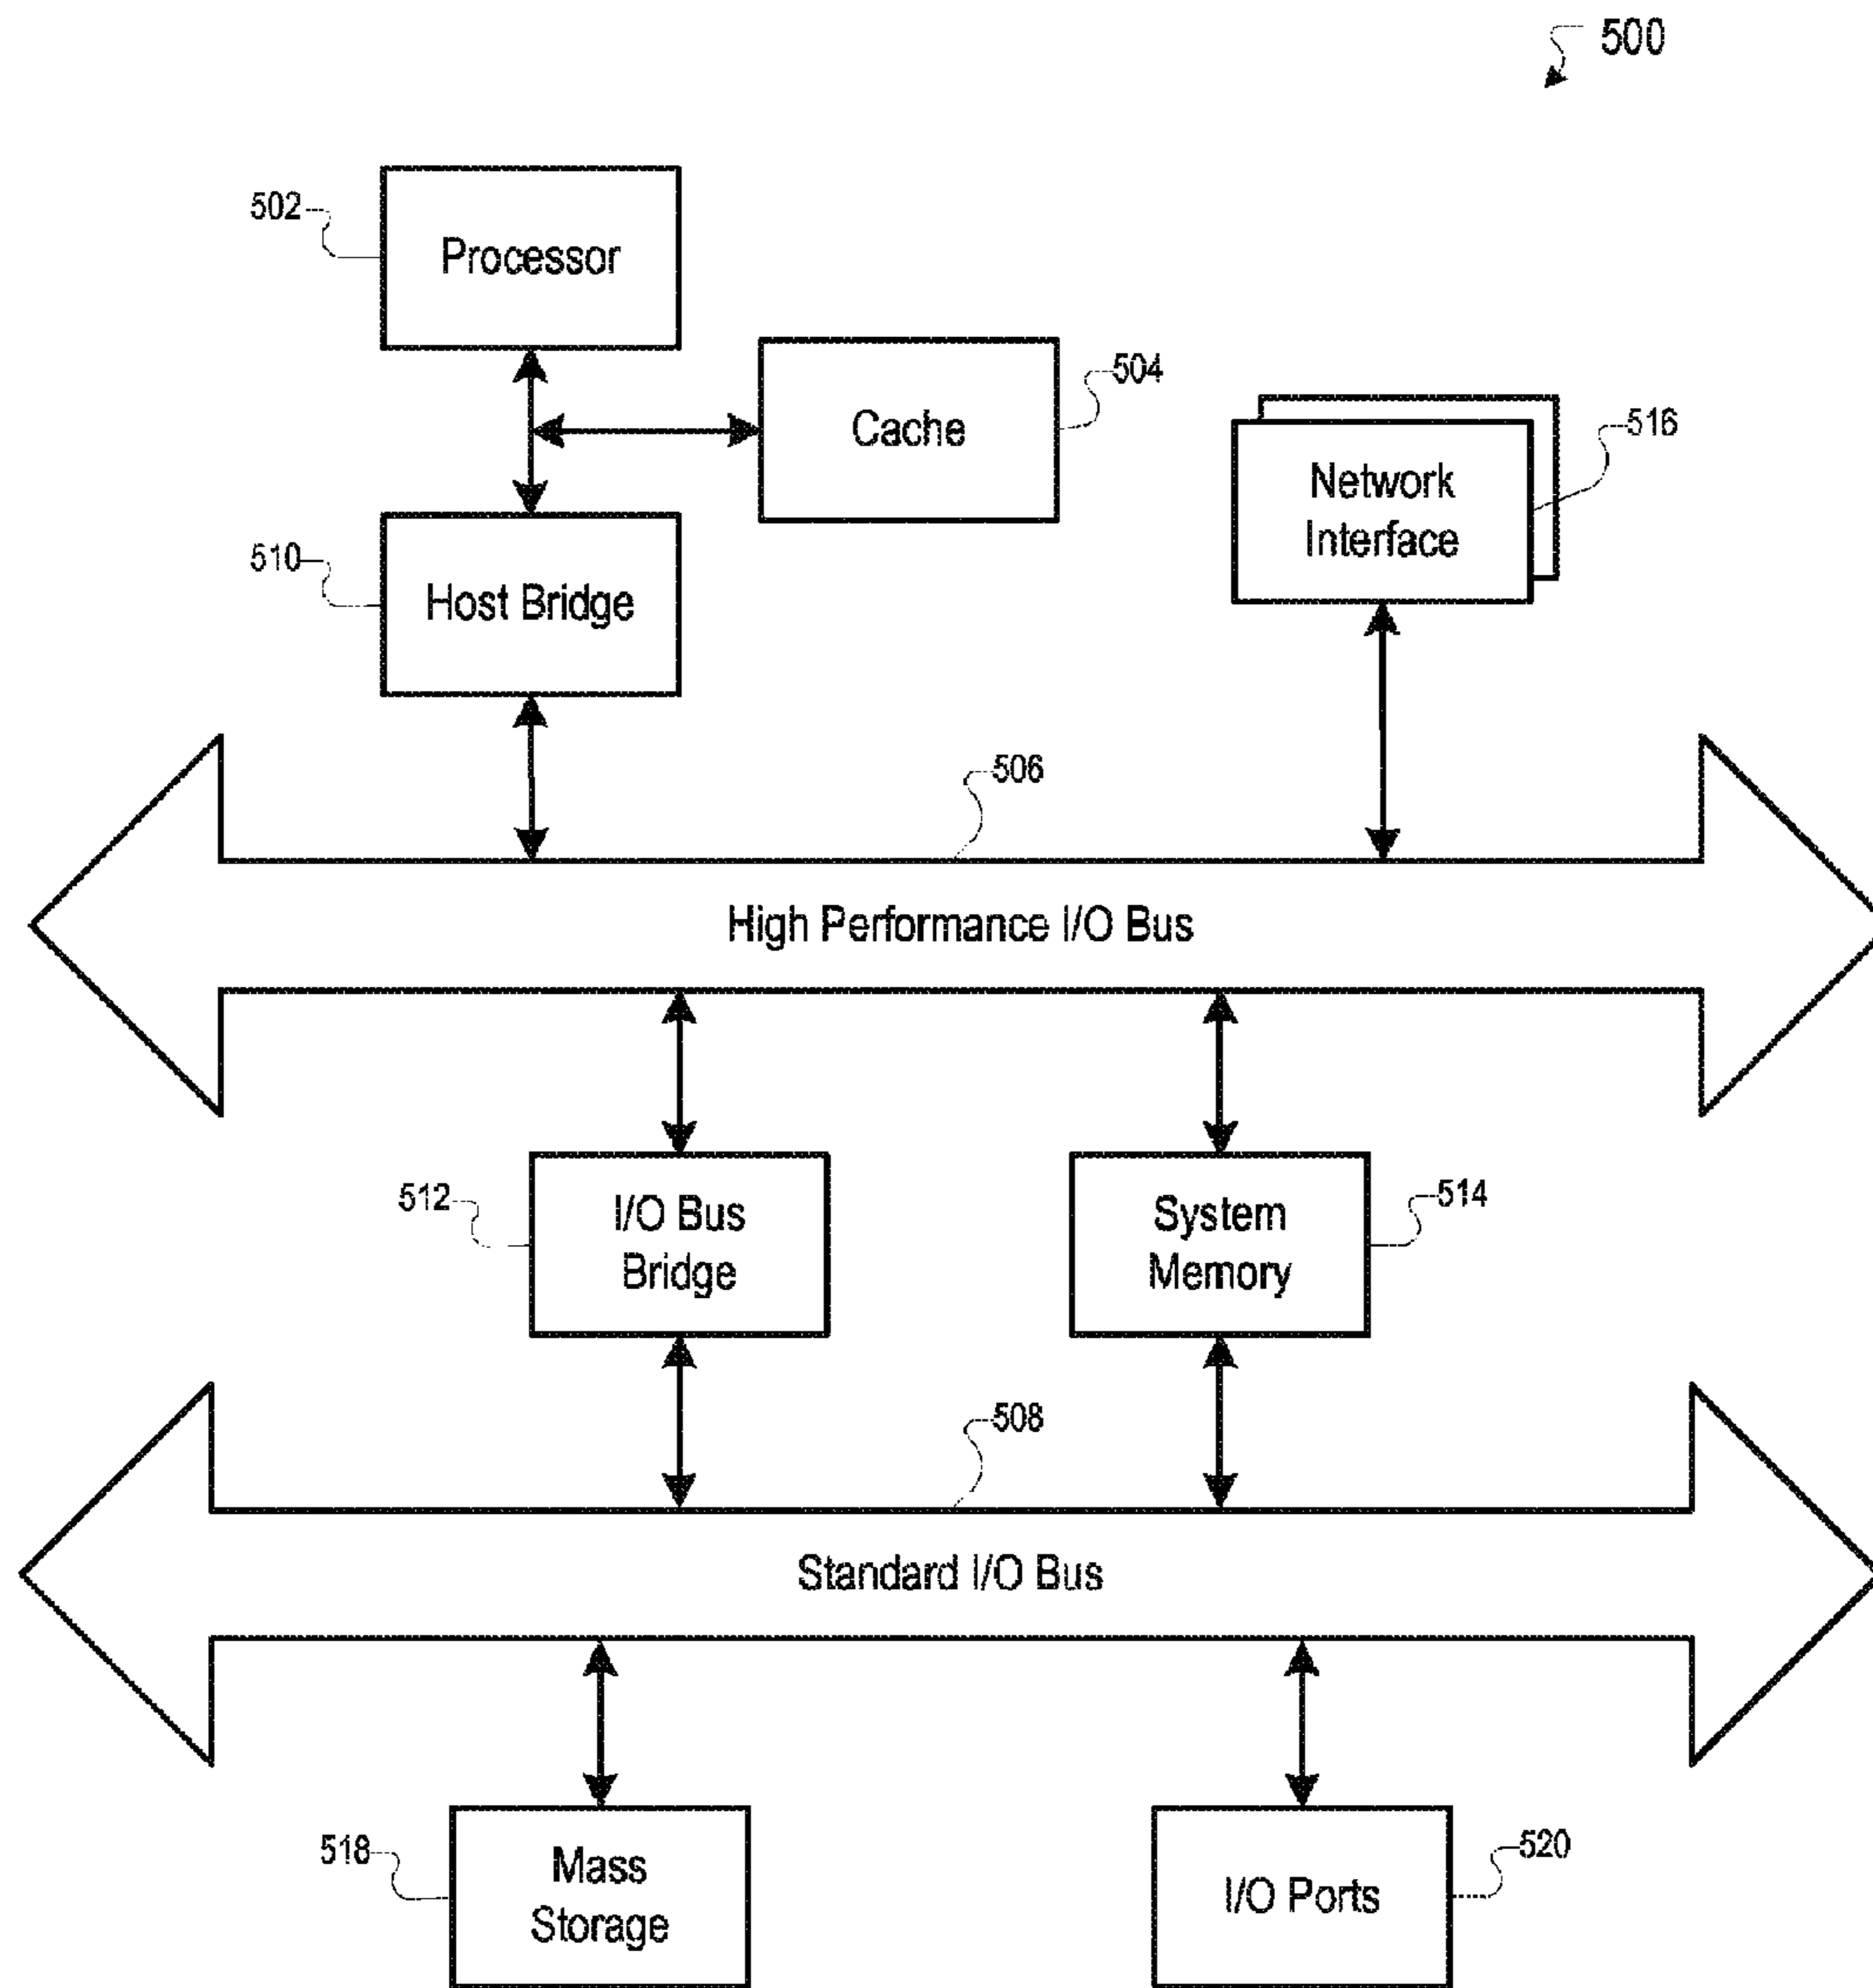 500
502
Processor
504
Cache
516
Network
Interface
510
Host Bridge
506
High Performance I/O Bus
512
I/O Bus
Bridge
514
System
Memory
508
Standard I/O Bus
518
Mass
Storage
520
I/O Ports